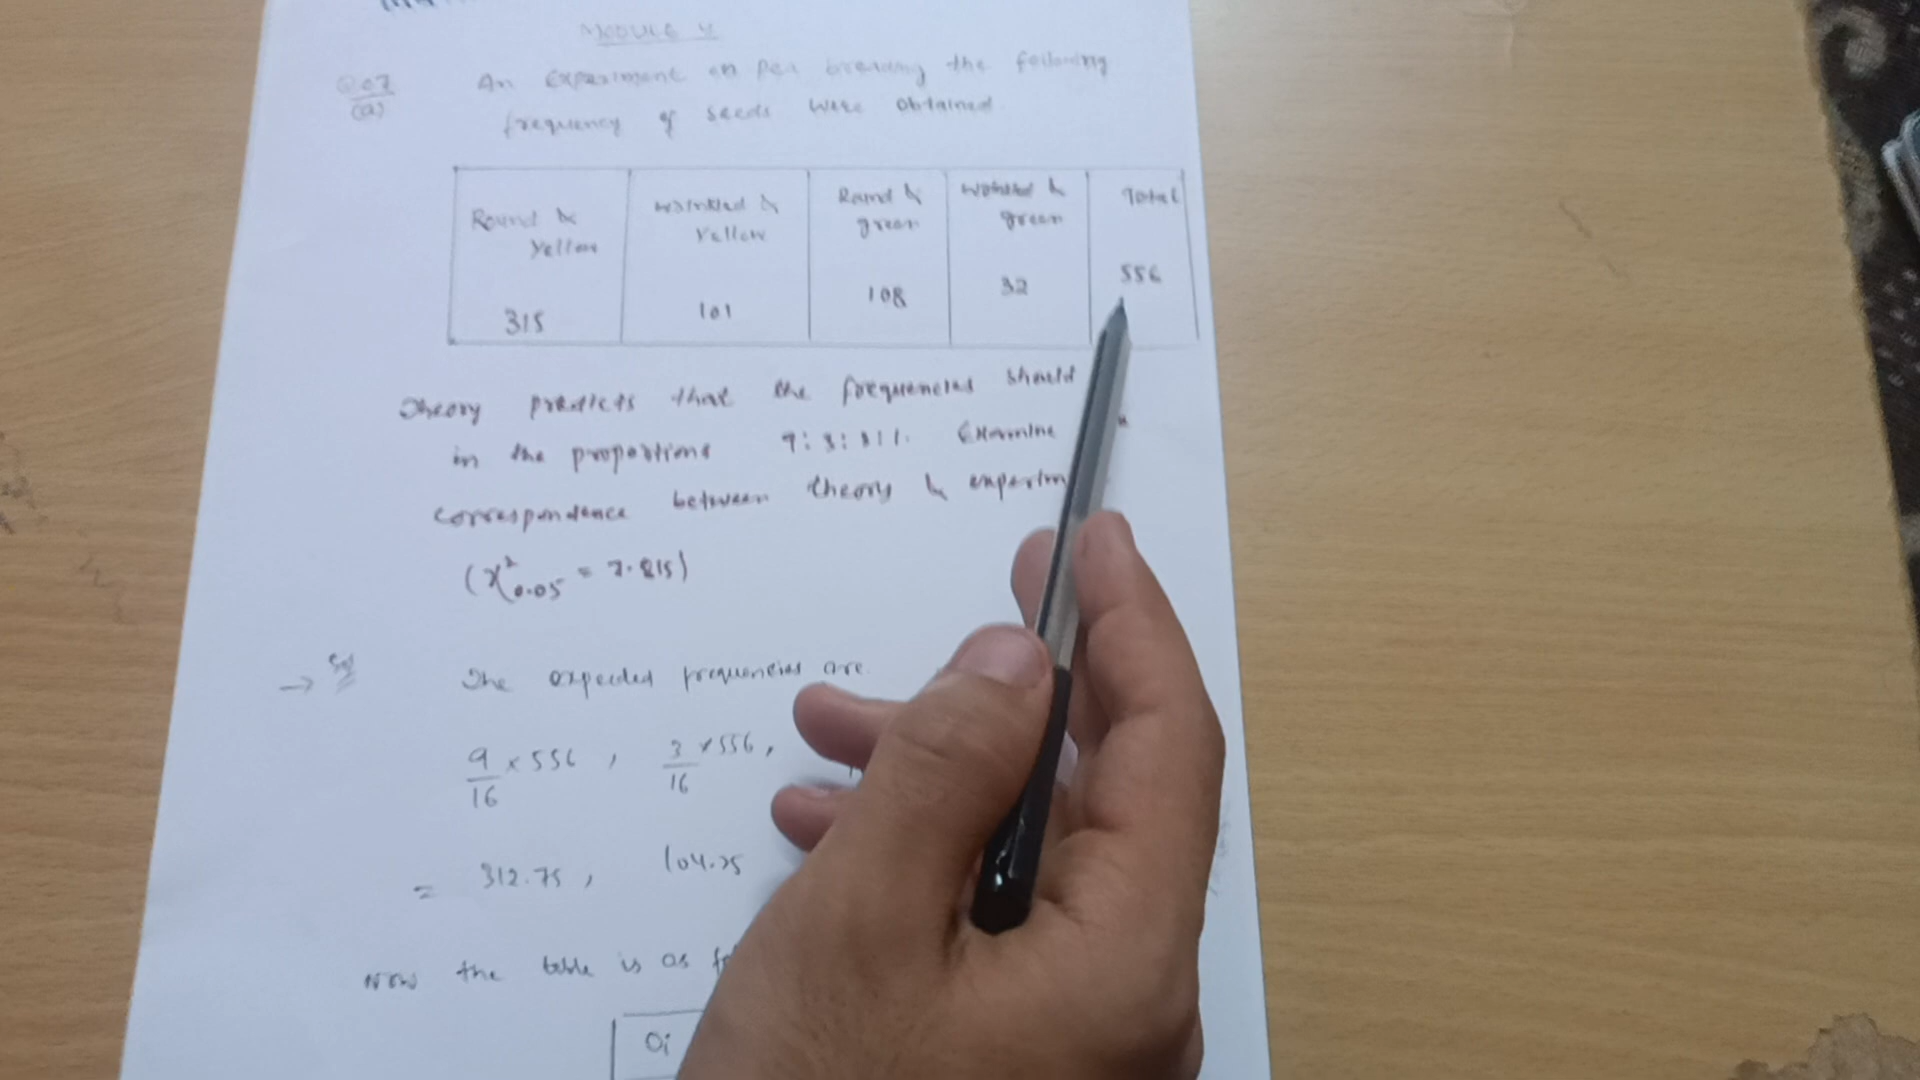 MODULE 4
Q.07 An Experiment on Pea breading the following
(a) frequency of seeds were obtained
Round & Wrinkled & Round & Wrinkled & Total
Yellow Yellow green green
315 101 108 32 556
Theory predicts that the frequencies should
in the proportions 9:3:3:1. Examine
correspondence between theory & experim
(χ²0.05 = 7.815)
→ Sol The expected frequencies are.
9/16 × 556 , 3/16 × 556 ,
= 312.75 , 104.25
Now the table is as f
Oi